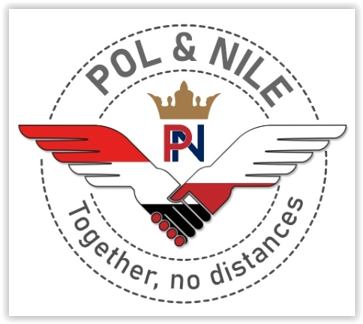 POL & NILE
PN
Together, no distances